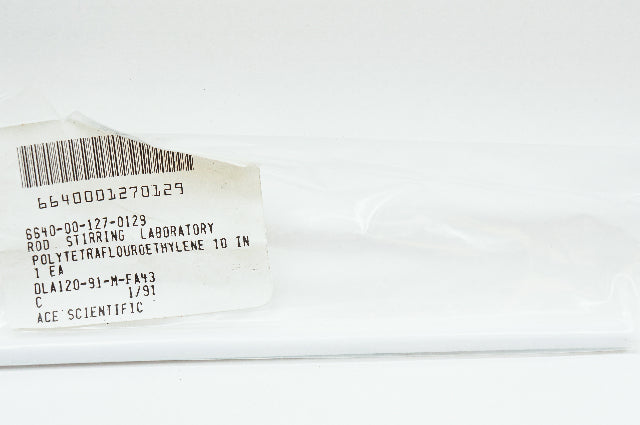 6640001270129
6640-00-127-0129
ROD. STIRRING LABORATORY
POLYTETRAFLOUROETHYLENE 10 IN
1 EA
DLA120-91-M-FA43
C 1/91
ACE SCIENTIFIC